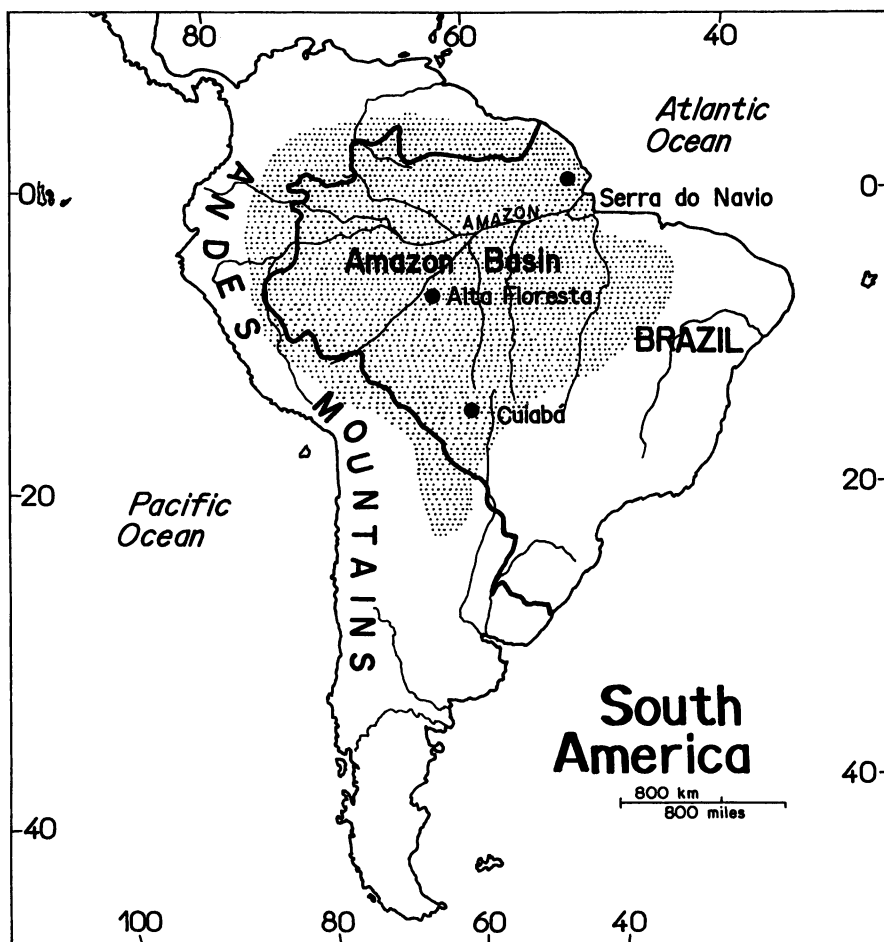 80 60 40
Atlantic
Ocean
0
0
Serra do Navio
AMAZON
ANDES
MOUNTAINS
Amazon Basin
Alta Floresta
BRAZIL
Cuiabá
20
20
Pacific
Ocean
South
America
40
800 km
800 miles
40
100 80 60 40